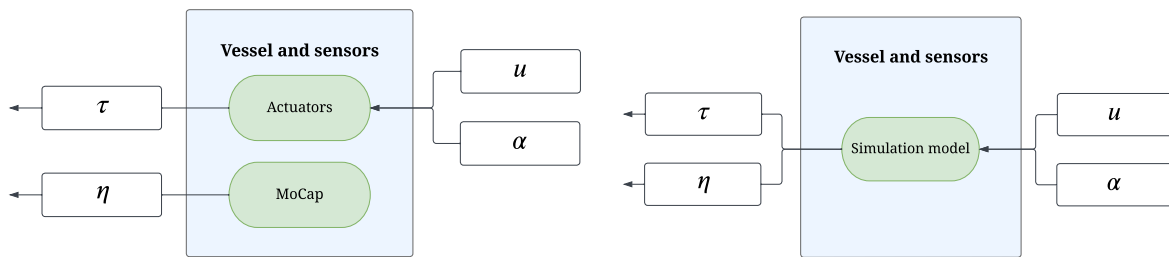 Vessel and sensors
τ
Actuators
u
α
η
MoCap
Vessel and sensors
τ
η
Simulation model
u
α